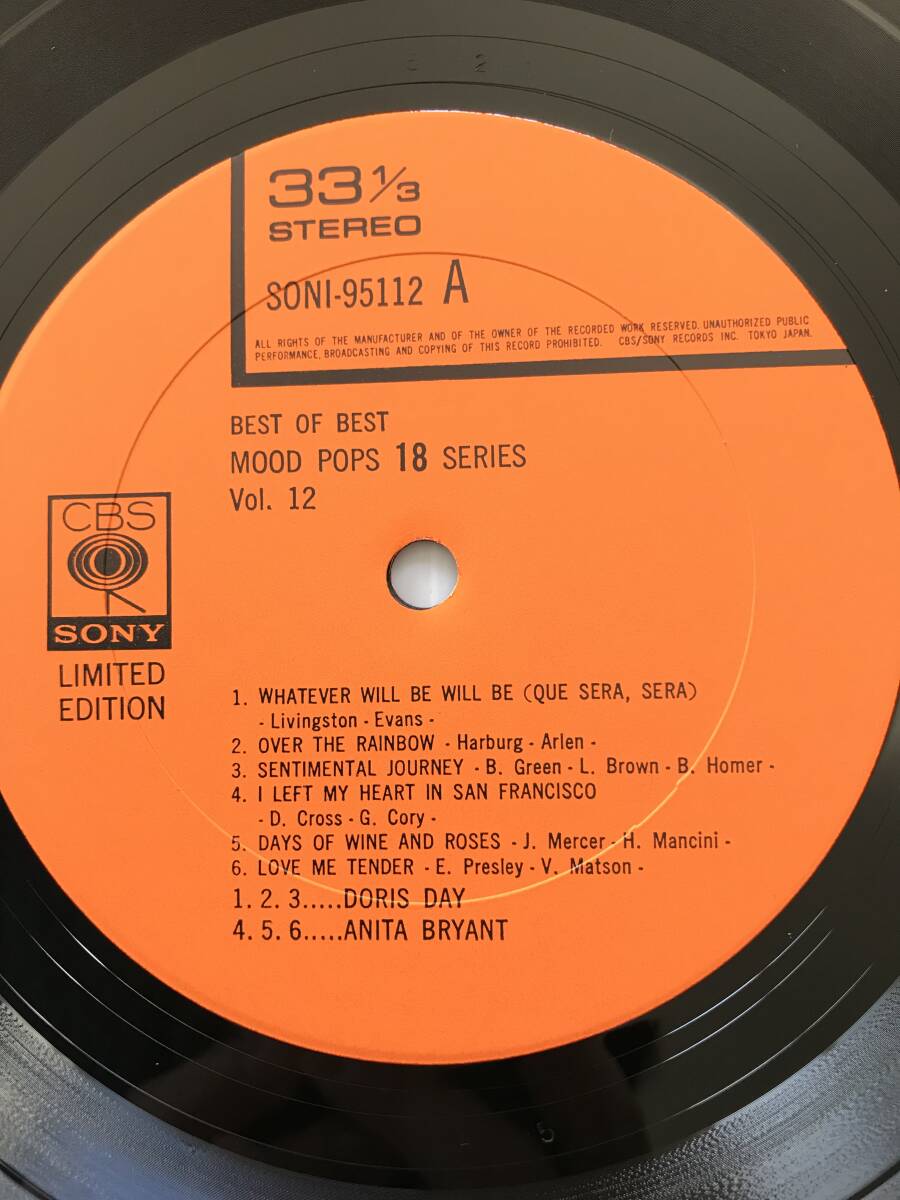 33 1/3
STEREO
SONI-95112 A
ALL RIGHTS OF THE MANUFACTURER AND OF THE OWNER OF THE RECORDED WORK RESERVED. UNAUTHORIZED PUBLIC
PERFORMANCE, BROADCASTING AND COPYING OF THIS RECORD PROHIBITED. CBS/SONY RECORDS INC. TOKYO JAPAN.
BEST OF BEST
MOOD POPS 18 SERIES
Vol. 12
CBS
SONY
LIMITED
EDITION
1. WHATEVER WILL BE WILL BE (QUE SERA, SERA)
- Livingston - Evans -
2. OVER THE RAINBOW - Harburg - Arlen -
3. SENTIMENTAL JOURNEY - B. Green - L. Brown - B. Homer -
4. I LEFT MY HEART IN SAN FRANCISCO
- D. Cross - G. Cory -
5. DAYS OF WINE AND ROSES - J. Mercer - H. Mancini -
6. LOVE ME TENDER - E. Presley - V. Matson -
1. 2. 3.....DORIS DAY
4. 5. 6.....ANITA BRYANT
5